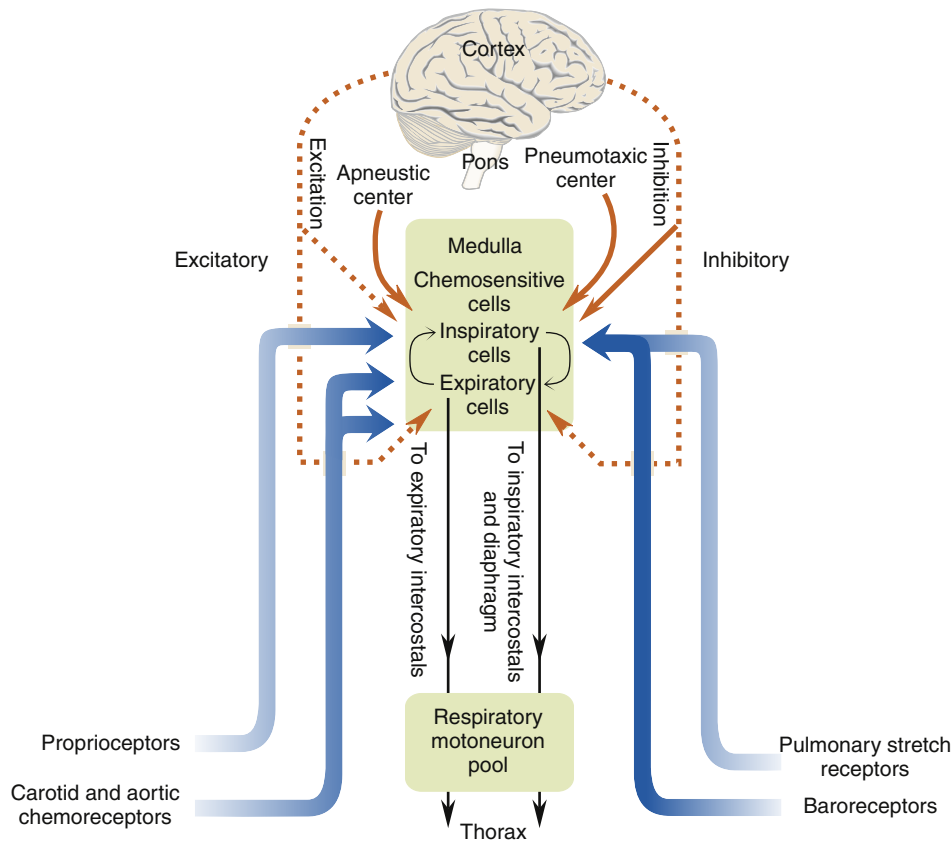 Cortex
Pons
Excitation
Inhibition
Apneustic
center
Pneumotaxic
center
Excitatory
Inhibitory
Medulla
Chemosensitive
cells
Inspiratory
cells
Expiratory
cells
To expiratory intercostals
To inspiratory intercostals
and diaphragm
Respiratory
motoneuron
pool
Proprioceptors
Carotid and aortic
chemoreceptors
Pulmonary stretch
receptors
Baroreceptors
Thorax